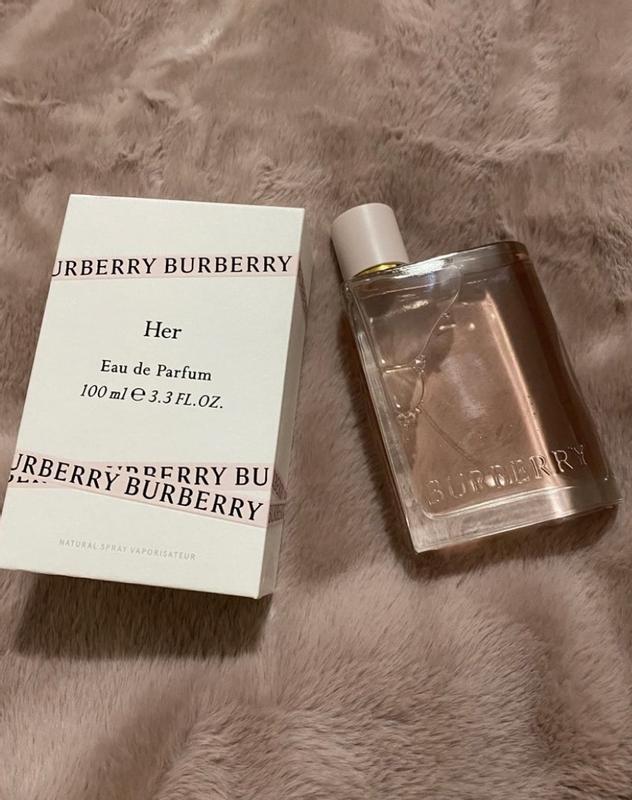 URBERRY BURBERRY
Her
Eau de Parfum
100 ml ℮ 3.3 FL.OZ.
URBERRY BU
URBERRY BURBERRY
NATURAL SPRAY VAPORISATEUR
BURBERRY